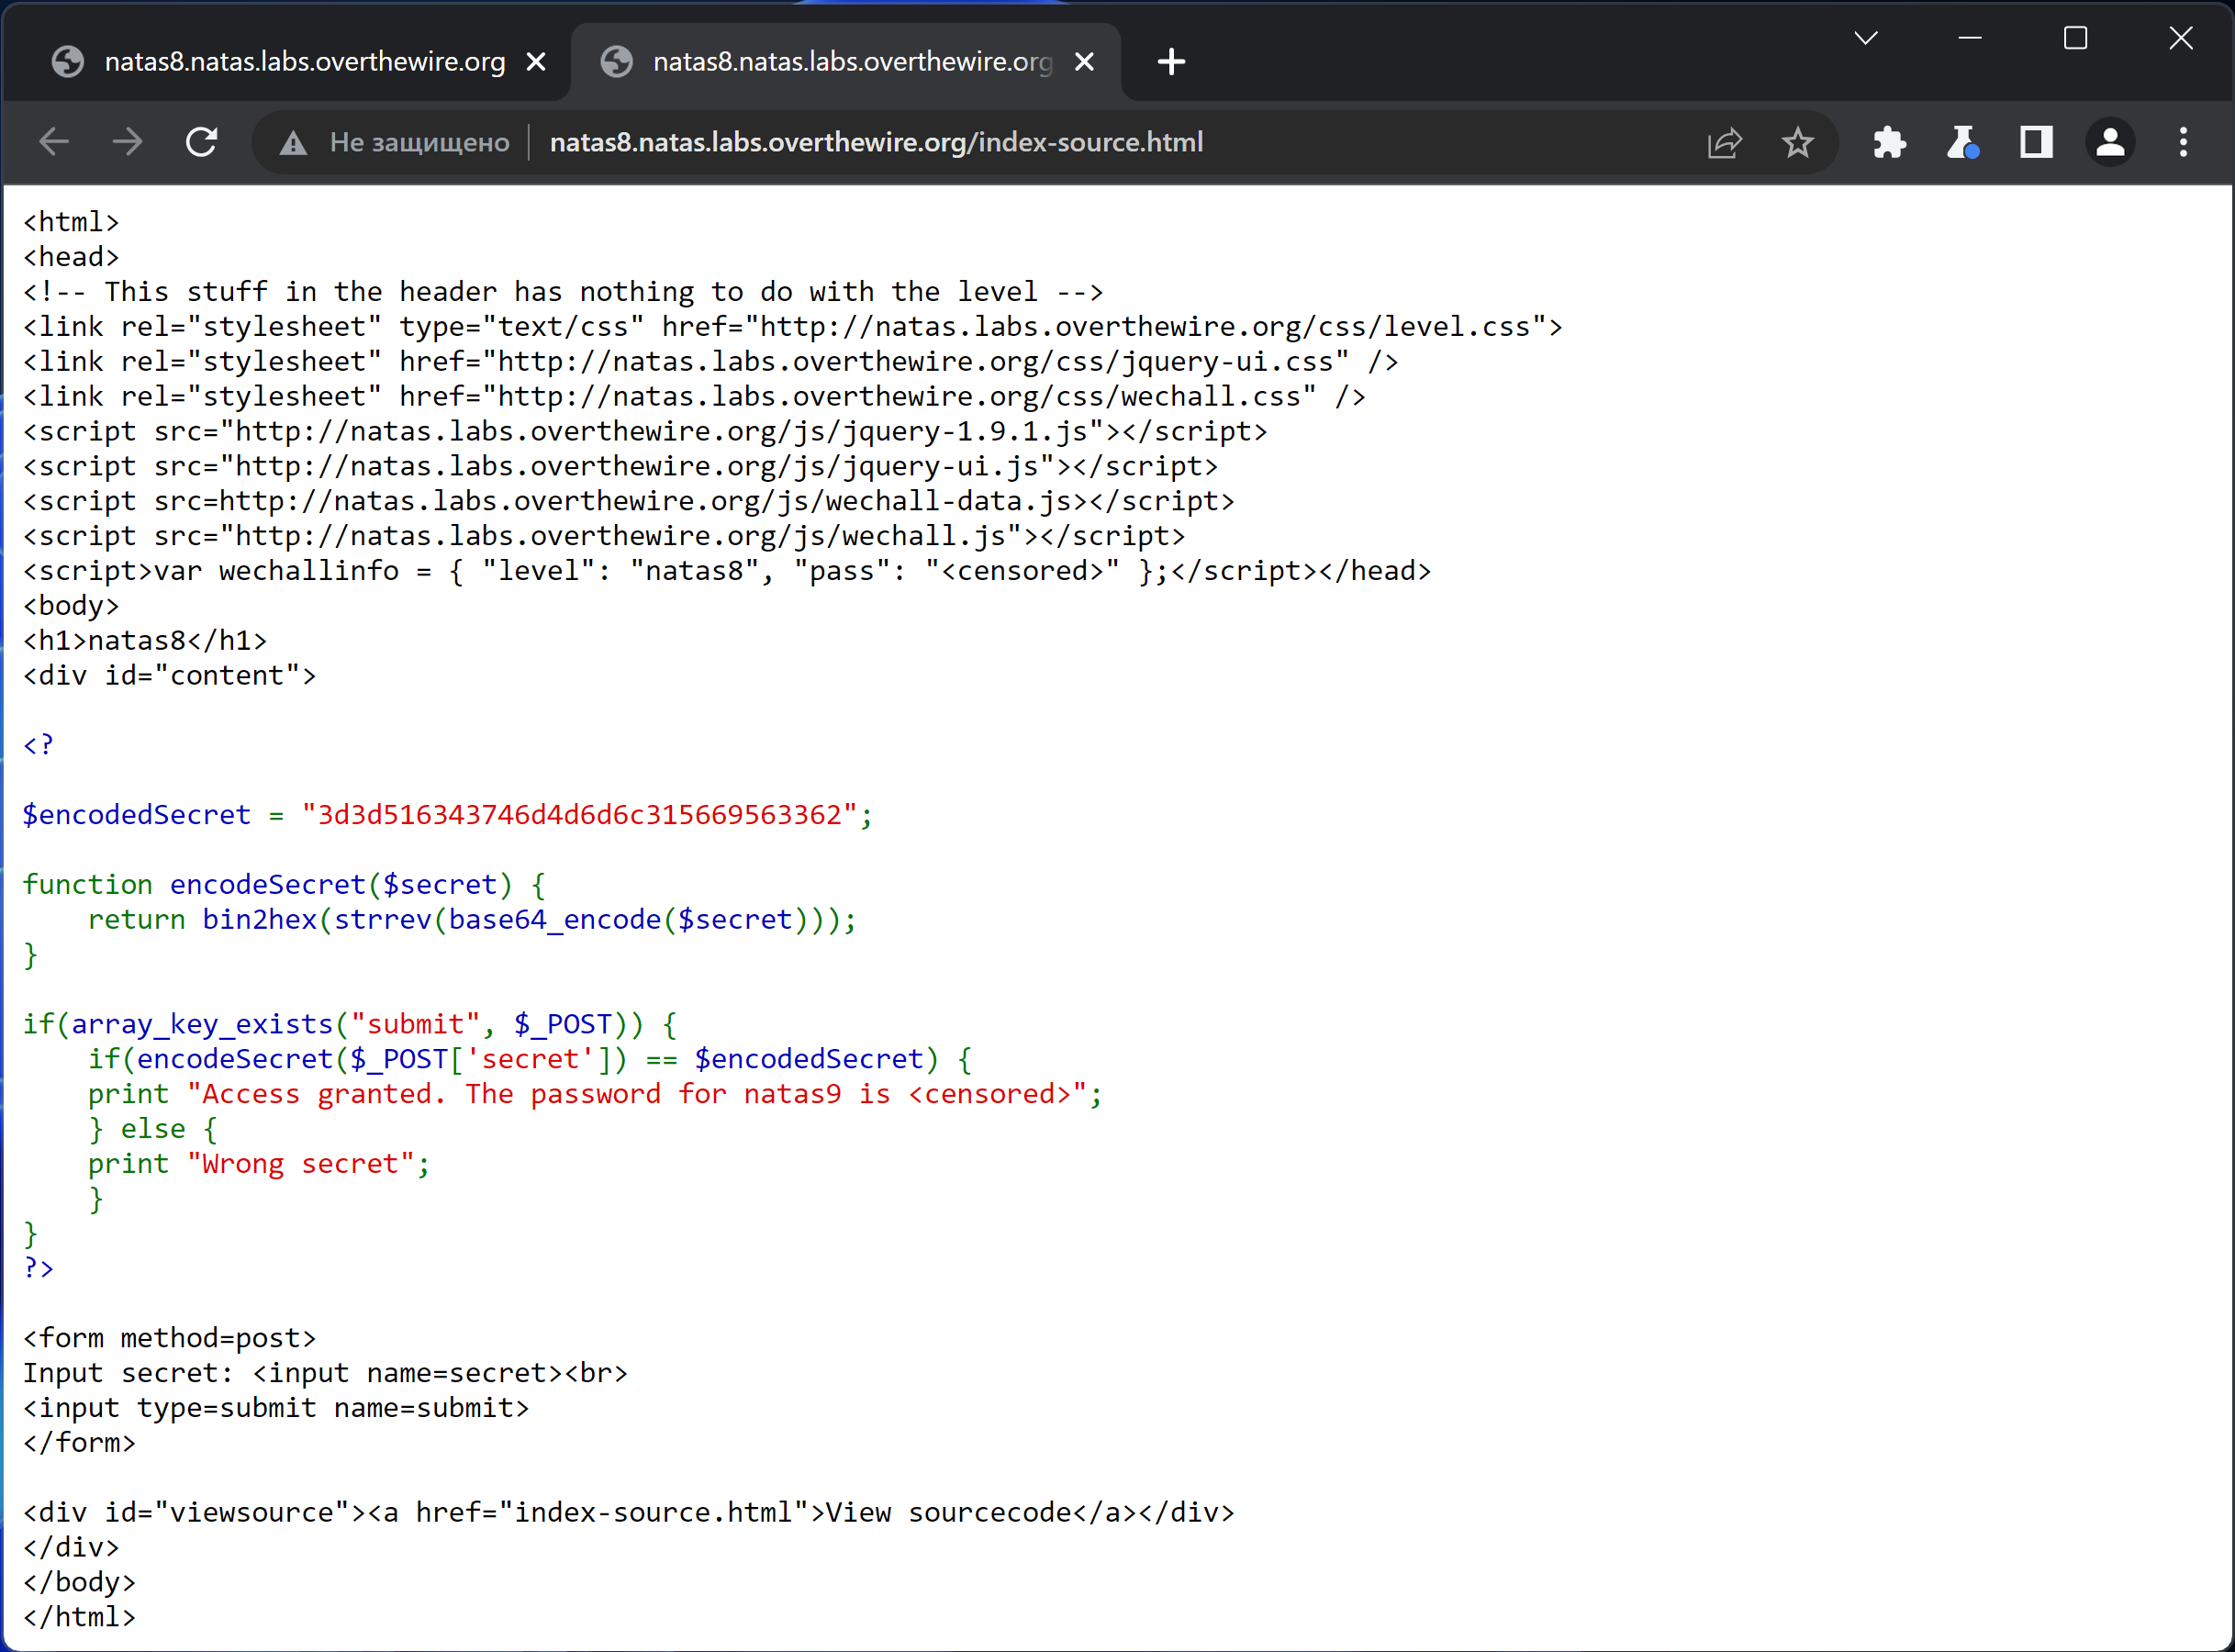 natas8.natas.labs.overthewire.org
natas8.natas.labs.overthewire.org
Не защищено
natas8.natas.labs.overthewire.org/index-source.html
<html>
<head>
<!-- This stuff in the header has nothing to do with the level -->
<link rel="stylesheet" type="text/css" href="http://natas.labs.overthewire.org/css/level.css">
<link rel="stylesheet" href="http://natas.labs.overthewire.org/css/jquery-ui.css" />
<link rel="stylesheet" href="http://natas.labs.overthewire.org/css/wechall.css" />
<script src="http://natas.labs.overthewire.org/js/jquery-1.9.1.js"></script>
<script src="http://natas.labs.overthewire.org/js/jquery-ui.js"></script>
<script src=http://natas.labs.overthewire.org/js/wechall-data.js></script>
<script src="http://natas.labs.overthewire.org/js/wechall.js"></script>
<script>var wechallinfo = { "level": "natas8", "pass": "<censored>" };</script></head>
<body>
<h1>natas8</h1>
<div id="content">
<?
$encodedSecret = "3d3d516343746d4d6d6c315669563362";
function encodeSecret($secret) {
    return bin2hex(strrev(base64_encode($secret)));
}
if(array_key_exists("submit", $_POST)) {
    if(encodeSecret($_POST['secret']) == $encodedSecret) {
    print "Access granted. The password for natas9 is <censored>";
    } else {
    print "Wrong secret";
    }
}
?>
<form method=post>
Input secret: <input name=secret><br>
<input type=submit name=submit>
</form>
<div id="viewsource"><a href="index-source.html">View sourcecode</a></div>
</div>
</body>
</html>